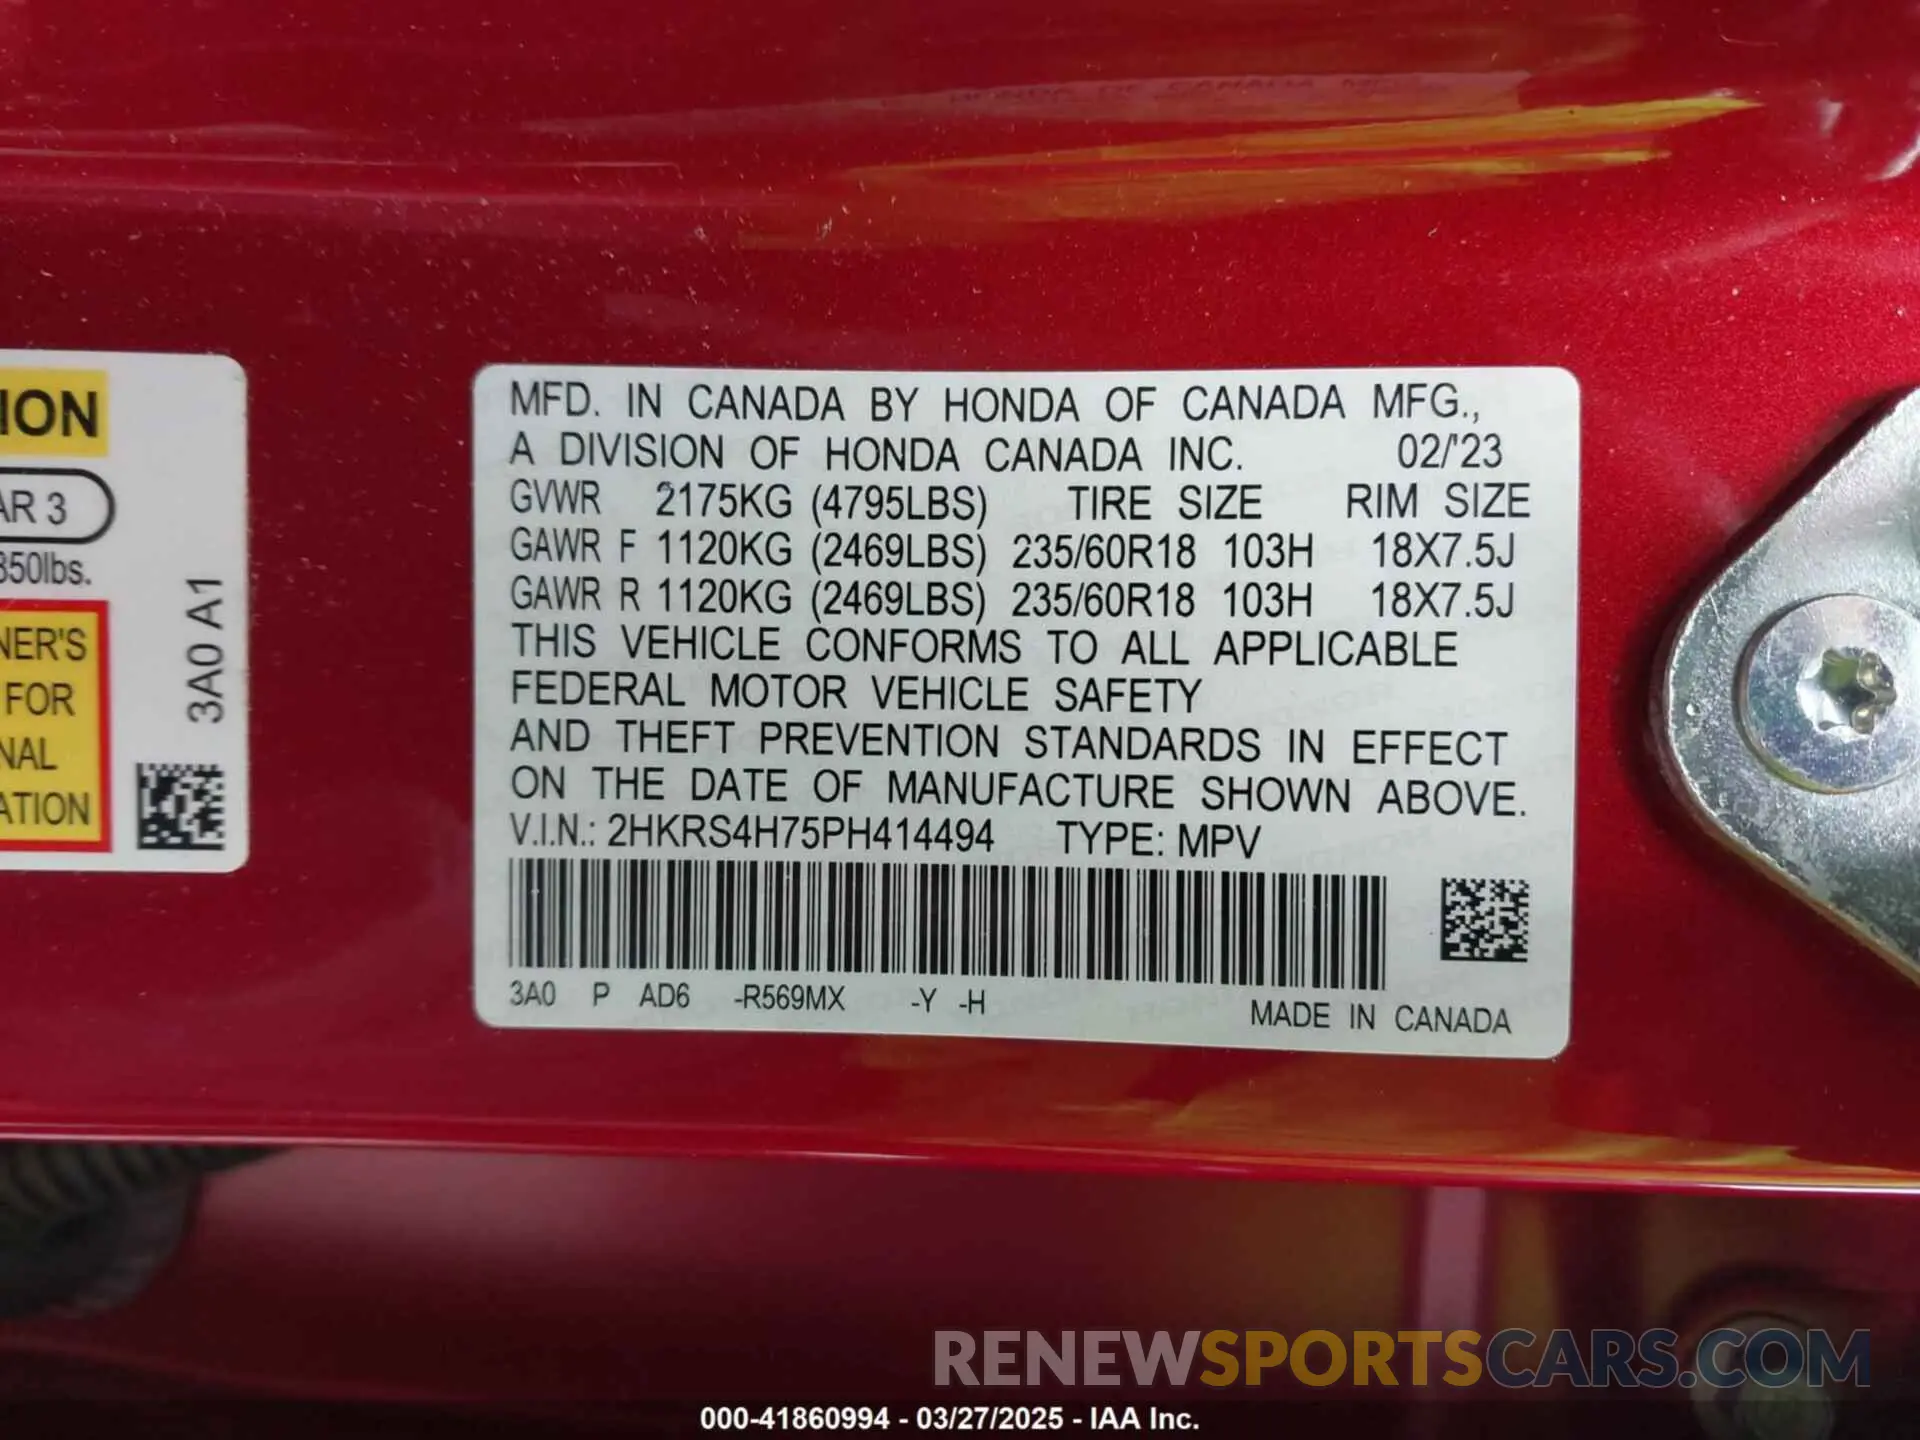 ION
AR 3
350lbs.
NER'S
FOR
NAL
ATION
3A0 A1
MFD. IN CANADA BY HONDA OF CANADA MFG.,
A DIVISION OF HONDA CANADA INC. 02/'23
GVWR 2175KG (4795LBS) TIRE SIZE RIM SIZE
GAWR F 1120KG (2469LBS) 235/60R18 103H 18X7.5J
GAWR R 1120KG (2469LBS) 235/60R18 103H 18X7.5J
THIS VEHICLE CONFORMS TO ALL APPLICABLE
FEDERAL MOTOR VEHICLE SAFETY
AND THEFT PREVENTION STANDARDS IN EFFECT
ON THE DATE OF MANUFACTURE SHOWN ABOVE.
V.I.N.: 2HKRS4H75PH414494 TYPE: MPV
3A0 P AD6 -R569MX -Y -H
MADE IN CANADA
RENEWSPORTSCARS.COM
000-41860994 - 03/27/2025 - IAA Inc.